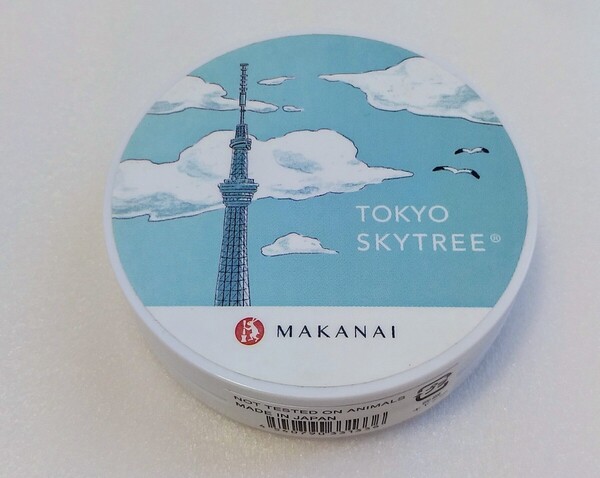 TOKYO
SKYTREE®
MAKANAI
NOT TESTED ON ANIMALS
MADE IN JAPAN